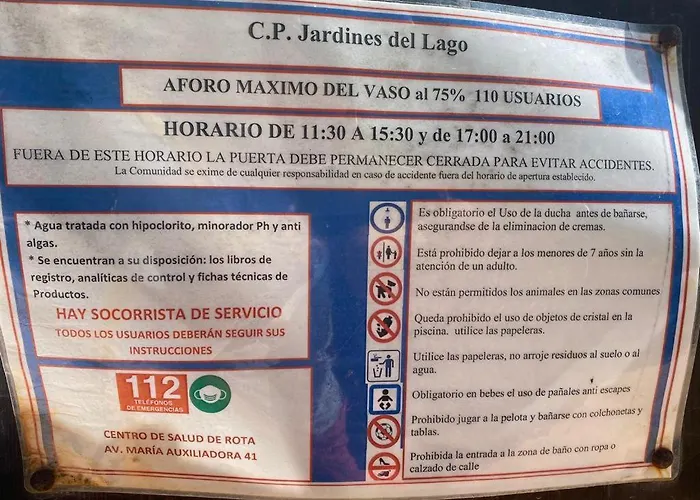 C.P. Jardines del Lago
AFORO MAXIMO DEL VASO al 75% 110 USUARIOS
HORARIO DE 11:30 A 15:30 y de 17:00 a 21:00
FUERA DE ESTE HORARIO LA PUERTA DEBE PERMANECER CERRADA PARA EVITAR ACCIDENTES.
La Comunidad se exime de cualquier responsabilidad en caso de accidente fuera del horario de apertura establecido.
* Agua tratada con hipoclorito, minorador Ph y anti
algas.
* Se encuentran a su disposición: los libros de
registro, analíticas de control y fichas técnicas de
Productos.
HAY SOCORRISTA DE SERVICIO
TODOS LOS USUARIOS DEBERÁN SEGUIR SUS
INSTRUCCIONES
112
TELÉFONOS
DE EMERGENCIAS
CENTRO DE SALUD DE ROTA
AV. MARÍA AUXILIADORA 41
Es obligatorio el Uso de la ducha antes de bañarse,
asegurandse de la eliminacion de cremas.
Está prohibido dejar a los menores de 7 años sin la
atención de un adulto.
No están permitídos los animales en las zonas comunes
Queda prohibido el uso de objetos de cristal en la
piscina. utilice las papeleras.
Utilice las papeleras, no arroje residuos al suelo o al
agua.
Obligatorio en bebes el uso de pañales anti escapes
Prohibido jugar a la pelota y bañarse con colchonetas y
tablas.
Prohibida la entrada a la zona de baño con ropa o
calzado de calle